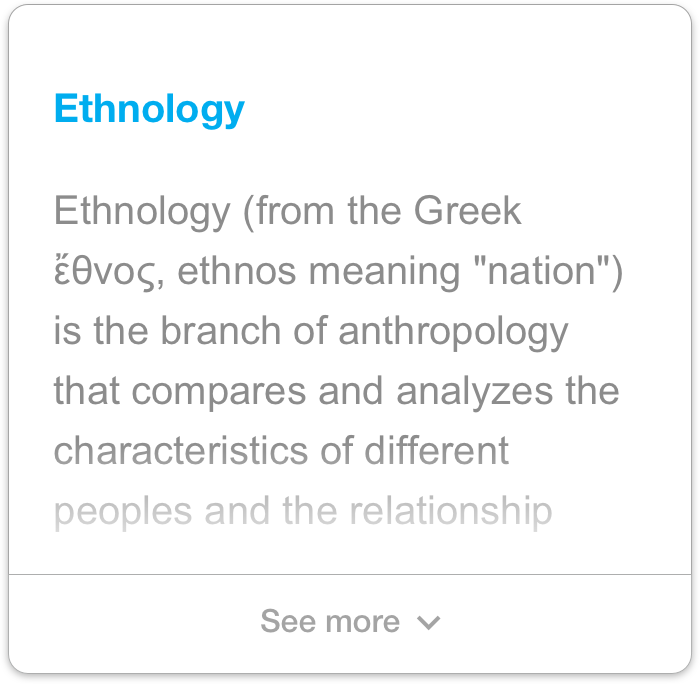 Ethnology
Ethnology (from the Greek
ἔθνος, ethnos meaning "nation")
is the branch of anthropology
that compares and analyzes the
characteristics of different
peoples and the relationship
See more